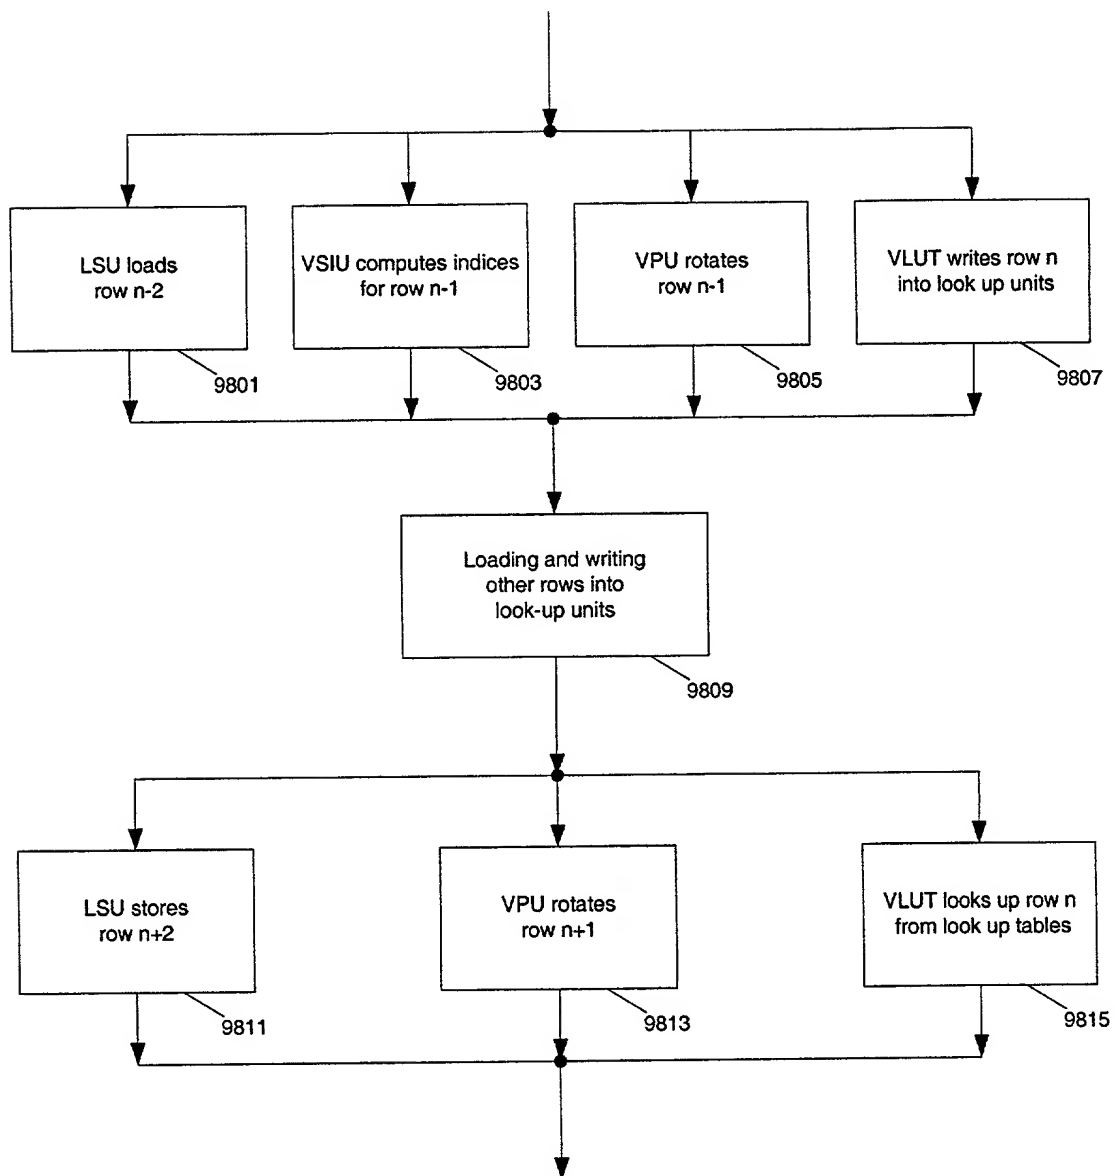 LSU loads
row n-2
VSIU computes indices
for row n-1
VPU rotates
row n-1
VLUT writes row n
into look up units
9801
9803
9805
9807
Loading and writing
other rows into
look-up units
9809
LSU stores
row n+2
VPU rotates
row n+1
VLUT looks up row n
from look up tables
9811
9813
9815